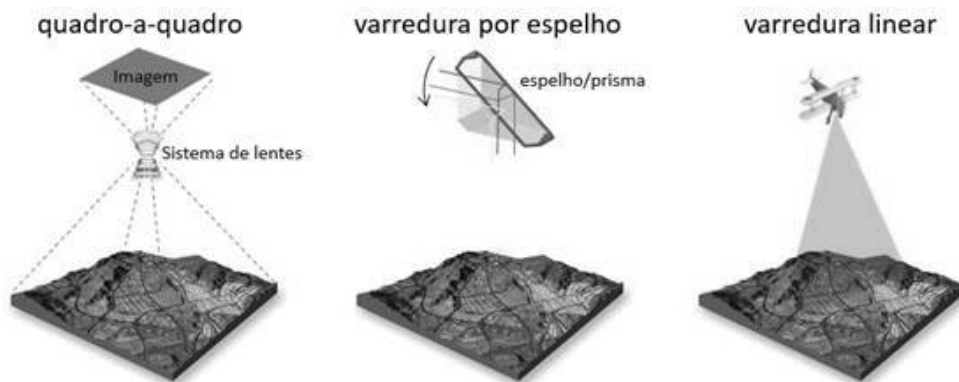 quadro-a-quadro
Imagem
Sistema de lentes
varredura por espelho
espelho/prisma
varredura linear